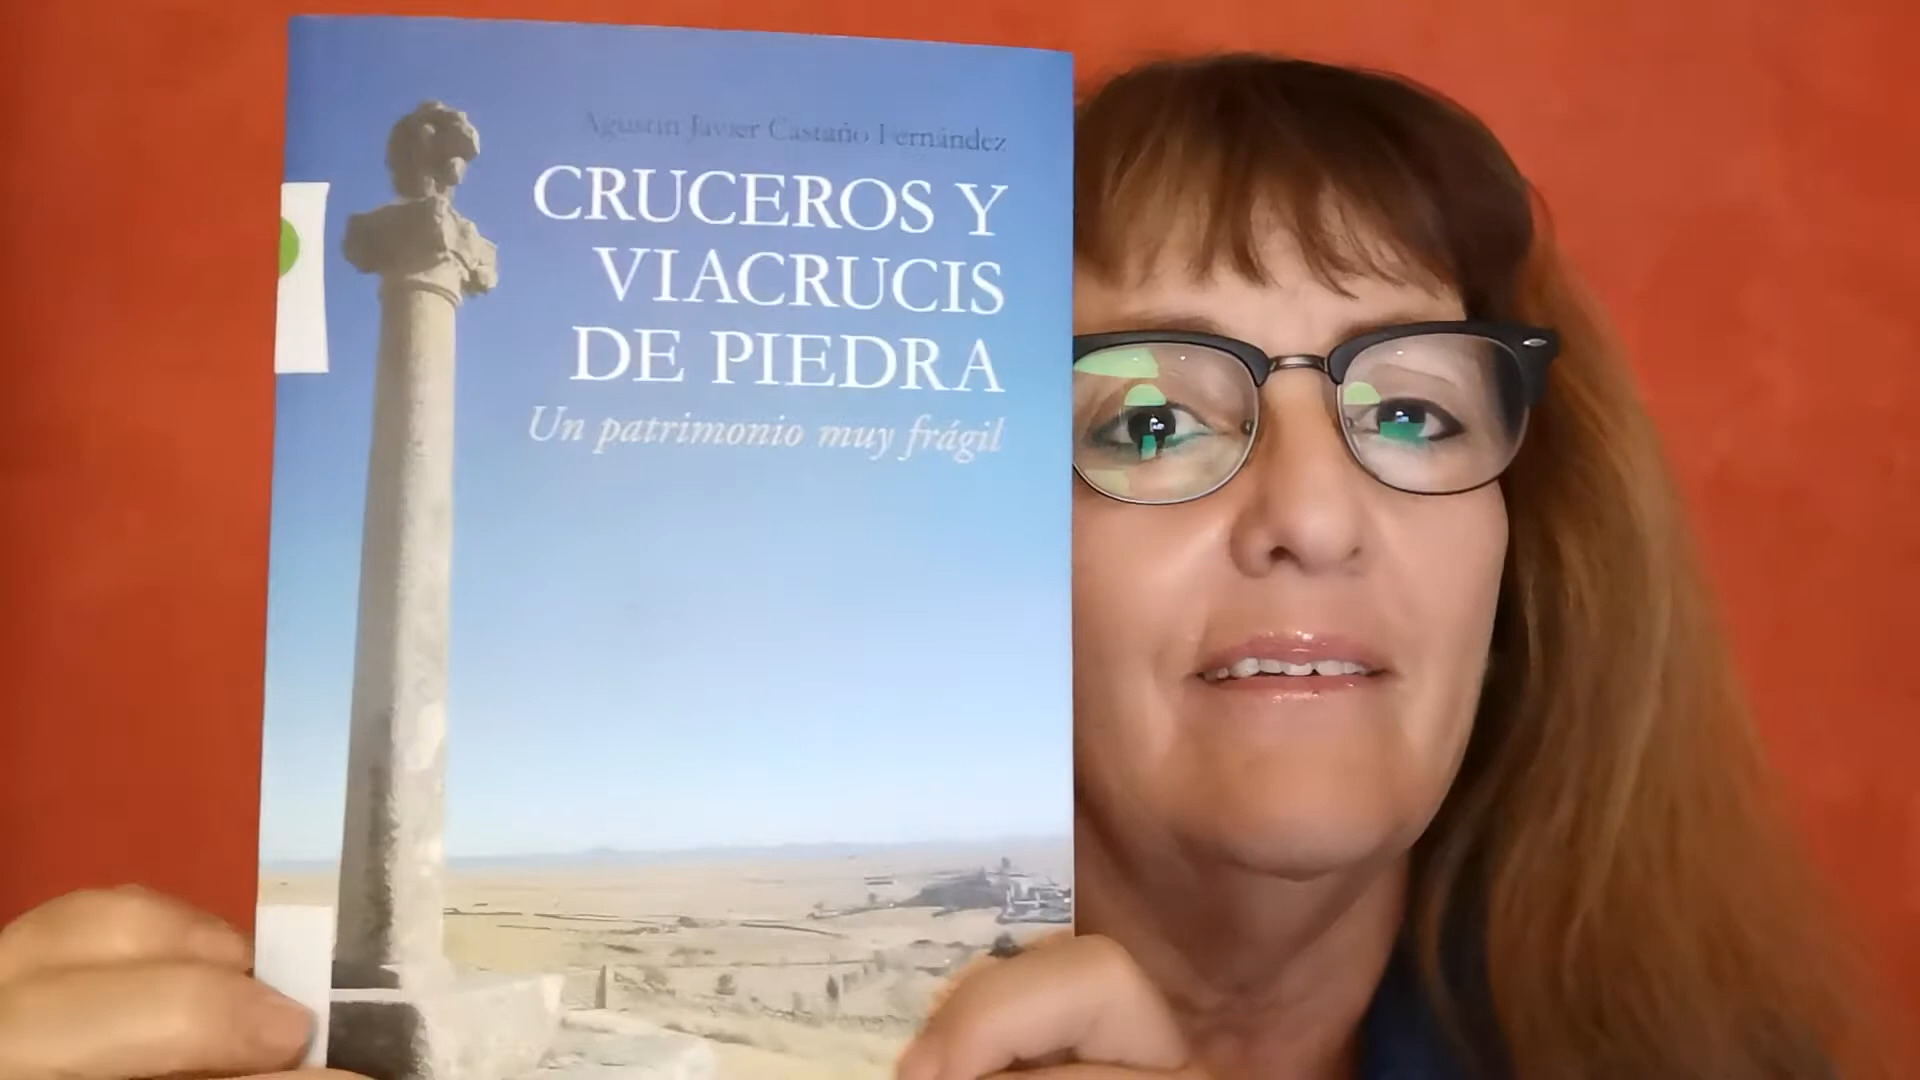 Agustín Javier Castaño Fernández
CRUCEROS Y
VIACRUCIS
DE PIEDRA
Un patrimonio muy frágil